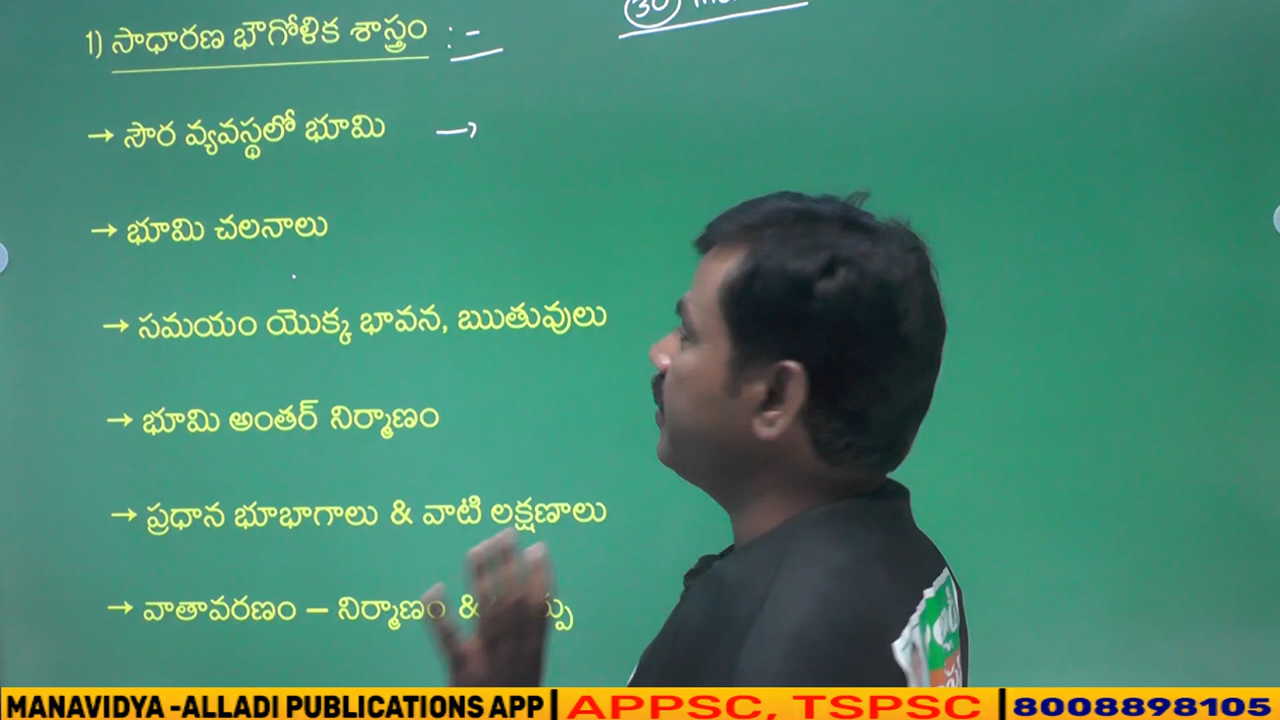 1) సాధారణ భౌగోళిక శాస్త్రం :-
30
→ సౌర వ్యవస్థలో భూమి →
→ భూమి చలనాలు
→ సమయం యొక్క భావన, ఋతువులు
→ భూమి అంతర్ నిర్మాణం
→ ప్రధాన భూభాగాలు & వాటి లక్షణాలు
→ వాతావరణం – నిర్మాణం &
MANAVIDYA -ALLADI PUBLICATIONS APP | APPSC, TSPSC | 8008898105